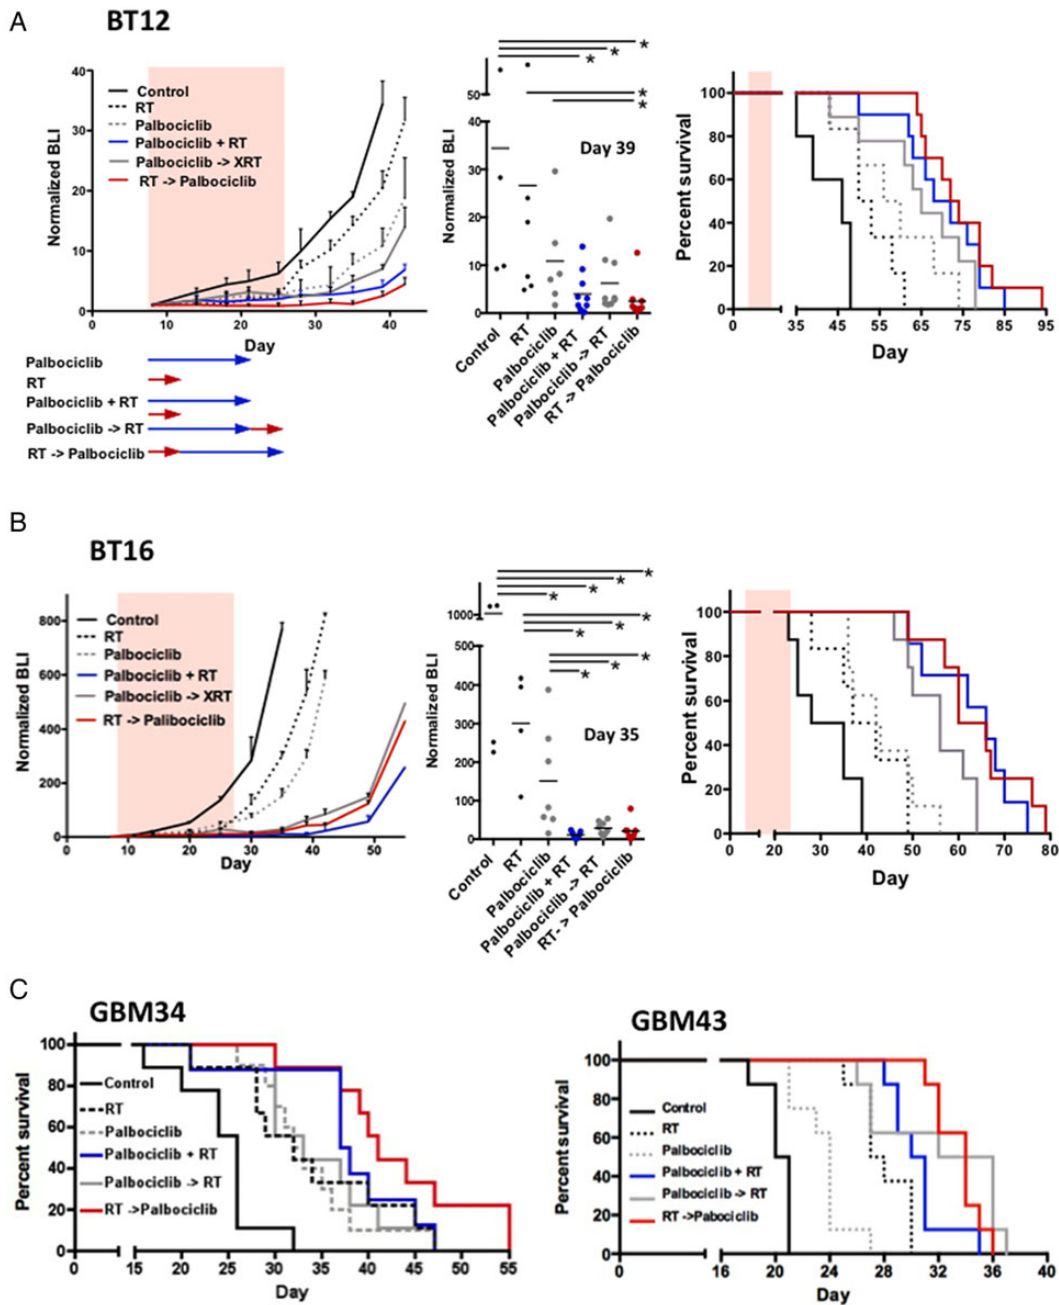 A
BT12
Normalized BLI
40
30
20
10
0
Control
RT
Palbociclib
Palbociclib + RT
Palbociclib -> XRT
RT -> Palbociclib
0 10 20 30 40
Day
Palbociclib
RT
Palbociclib + RT
Palbociclib -> RT
RT -> Palbociclib
Normalized BLI
50
40
30
20
10
0
* * *
* *
Day 39
Control
RT
Palbociclib
Palbociclib + RT
Palbociclib -> RT
RT -> Palbociclib
Percent survival
100
80
60
40
20
0
0 35 45 55 65 75 85 95
Day
B
BT16
Normalized BLI
800
600
400
200
0
Control
RT
Palbociclib
Palbociclib + RT
Palbociclib -> XRT
RT -> Palibociclib
0 10 20 30 40 50
Day
Normalized BLI
1000
500
400
300
200
100
0
* * * *
* * *
* * *
Day 35
Control
RT
Palbociclib
Palbociclib + RT
Palbociclib -> RT
RT- > Palbociclib
Percent survival
100
80
60
40
20
0
0 20 30 40 50 60 70 80
Day
C
GBM34
Percent survival
100
80
60
40
20
0
Control
RT
Palbociclib
Palbociclib + RT
Palbociclib -> RT
RT ->Palbociclib
0 15 20 25 30 35 40 45 50 55
Day
GBM43
Percent survival
100
80
60
40
20
0
Control
RT
Palbociclib
Palbociclib + RT
Palbociclib -> RT
RT ->Pabociclib
0 16 20 24 28 32 36 40
Day